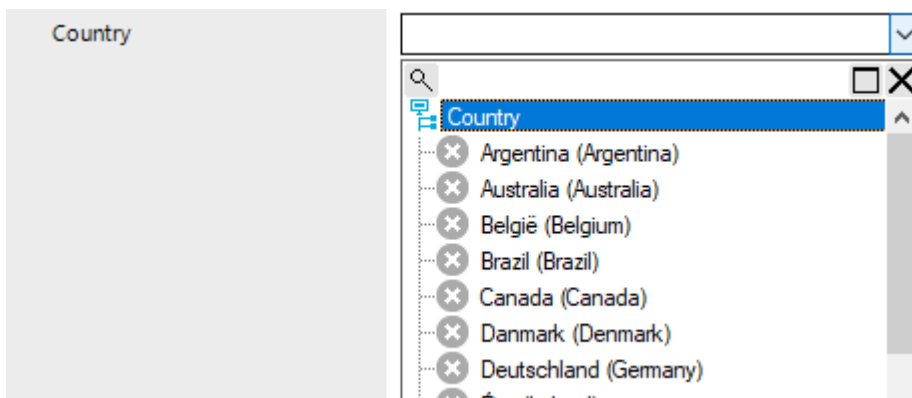 Country
Country
Argentina (Argentina)
Australia (Australia)
België (Belgium)
Brazil (Brazil)
Canada (Canada)
Danmark (Denmark)
Deutschland (Germany)